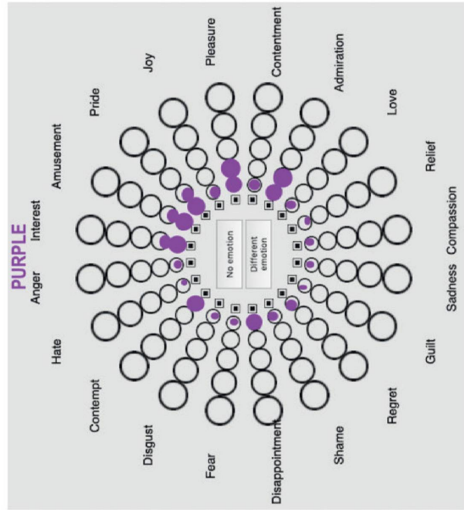 PURPLE
Interest
Amusement
Pride
Joy
Pleasure
Contentment
Admiration
Love
Relief
Compassion
Sadness
Guilt
Regret
Shame
Disappointment
Fear
Disgust
Contempt
Hate
Anger
No emotion
Different
emotion